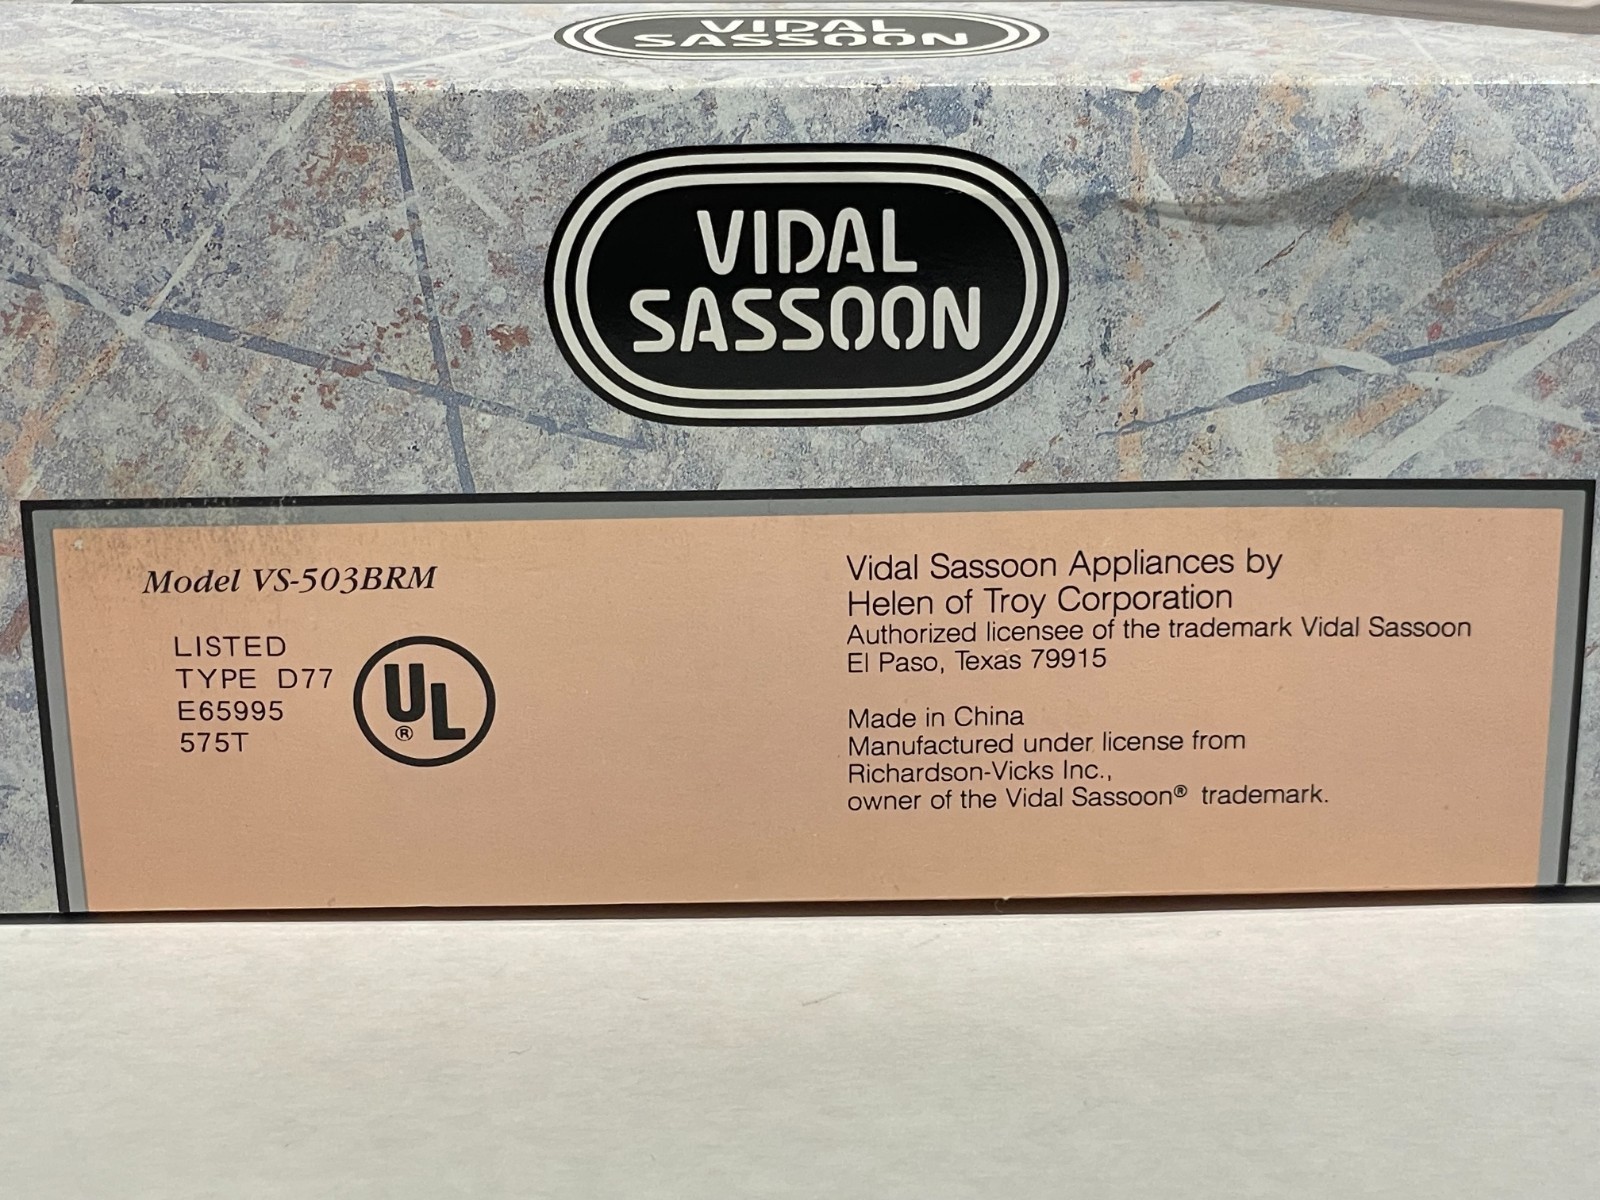 VIDAL
SASSOON
VIDAL
SASSOON
Model VS-503BRM
LISTED
TYPE D77
E65995
575T
UL
®
Vidal Sassoon Appliances by
Helen of Troy Corporation
Authorized licensee of the trademark Vidal Sassoon
El Paso, Texas 79915
Made in China
Manufactured under license from
Richardson-Vicks Inc.,
owner of the Vidal Sassoon® trademark.